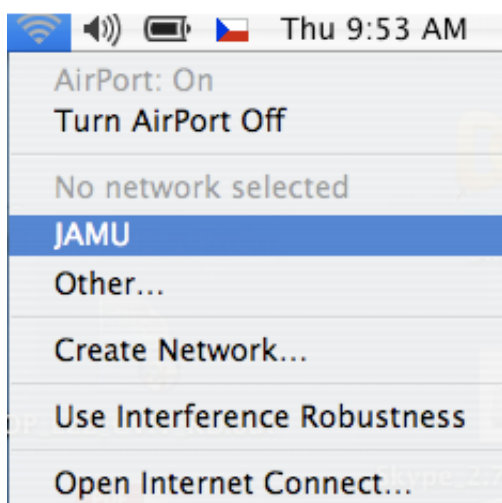 Thu 9:53 AM
AirPort: On
Turn AirPort Off
No network selected
JAMU
Other...
Create Network...
Use Interference Robustness
Open Internet Connect...